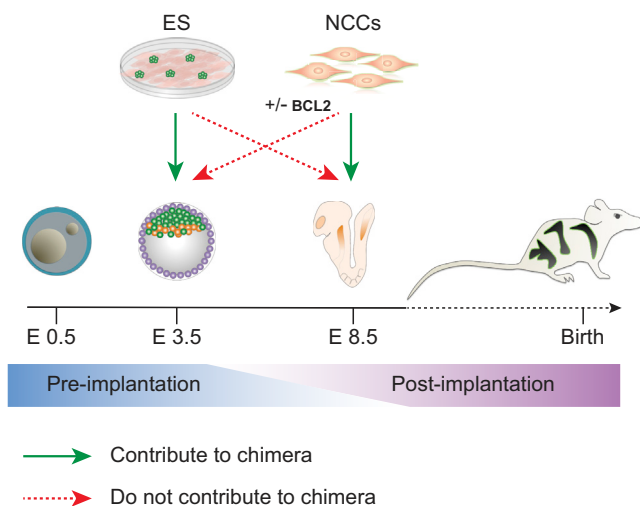 ES NCCs
+/- BCL2
E 0.5 E 3.5 E 8.5 Birth
Pre-implantation Post-implantation
Contribute to chimera
Do not contribute to chimera